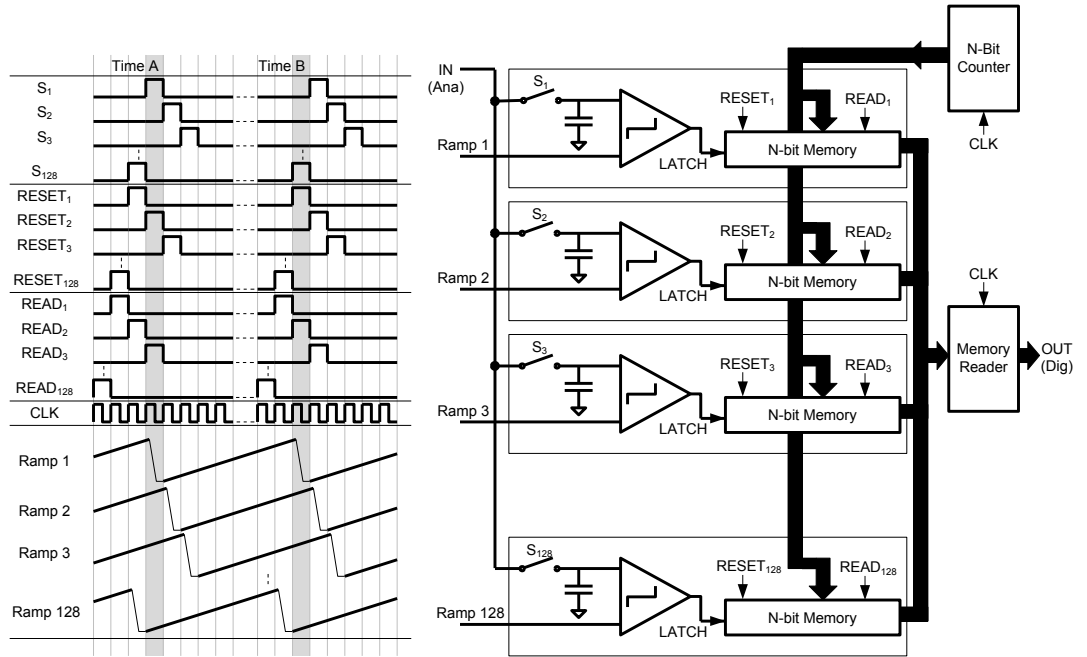 Time A Time B
S1
S2
S3
S128
RESET1
RESET2
RESET3
RESET128
READ1
READ2
READ3
READ128
CLK
Ramp 1
Ramp 2
Ramp 3
Ramp 128
IN
(Ana)
S1
Ramp 1
LATCH
RESET1
READ1
N-bit Memory
S2
Ramp 2
LATCH
RESET2
READ2
N-bit Memory
S3
Ramp 3
LATCH
RESET3
READ3
N-bit Memory
S128
Ramp 128
LATCH
RESET128
READ128
N-bit Memory
N-Bit
Counter
CLK
CLK
Memory
Reader
OUT
(Dig)